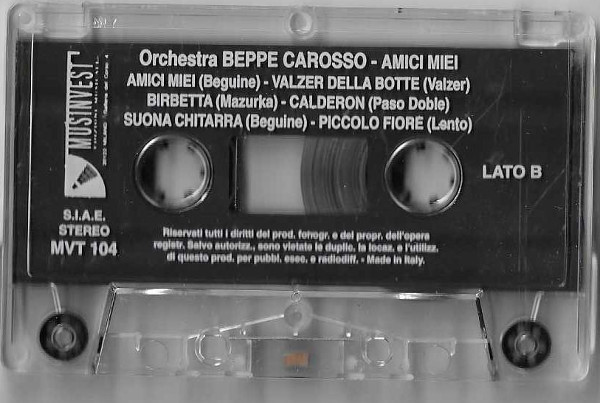 Orchestra BEPPE CAROSSO - AMICI MIEI
AMICI MIEI (Beguine) - VALZER DELLA BOTTE (Valzer)
BIRBETTA (Mazurka) - CALDERON (Paso Doble)
SUONA CHITARRA (Beguine) - PICCOLO FIORE (Lento)
MUSINVEST
LATO B
S.I.A.E.
STEREO
MVT 104
Riservati tutti i diritti del prod. fonogr. e del propr. dell'opera
registr. Salvo autorizz., sono vietate le duplic. la locaz. e l'utilizz.
di questo prod. per pubbl. esec. e radiodiff. - Made in Italy.